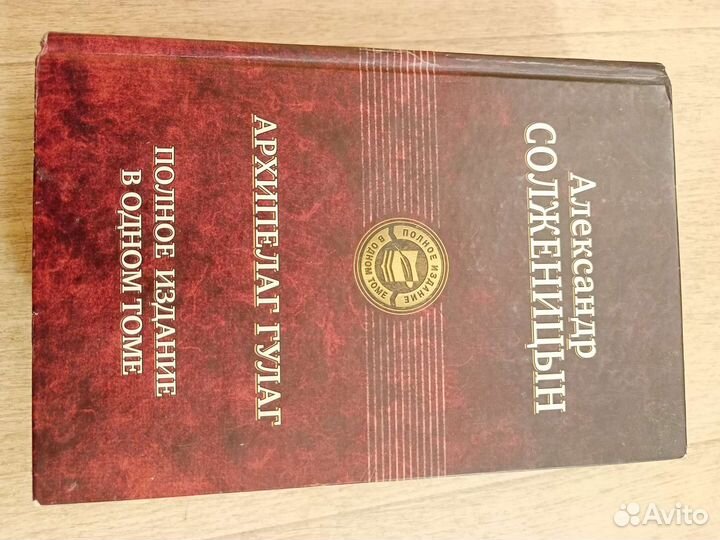 Александр
СОЛЖЕНИЦЫН
ПОЛНОЕ ИЗДАНИЕ
В ОДНОМ ТОМЕ
АРХИПЕЛАГ ГУЛАГ
ПОЛНОЕ ИЗДАНИЕ
В ОДНОМ ТОМЕ
Avito